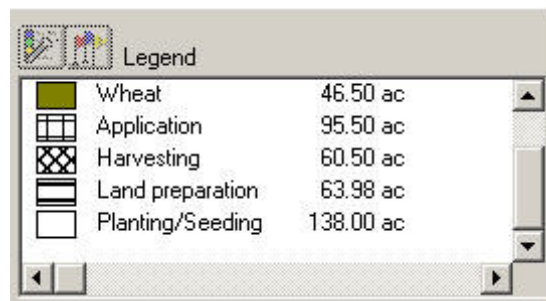 Legend
Wheat 46.50 ac
Application 95.50 ac
Harvesting 60.50 ac
Land preparation 63.98 ac
Planting/Seeding 138.00 ac